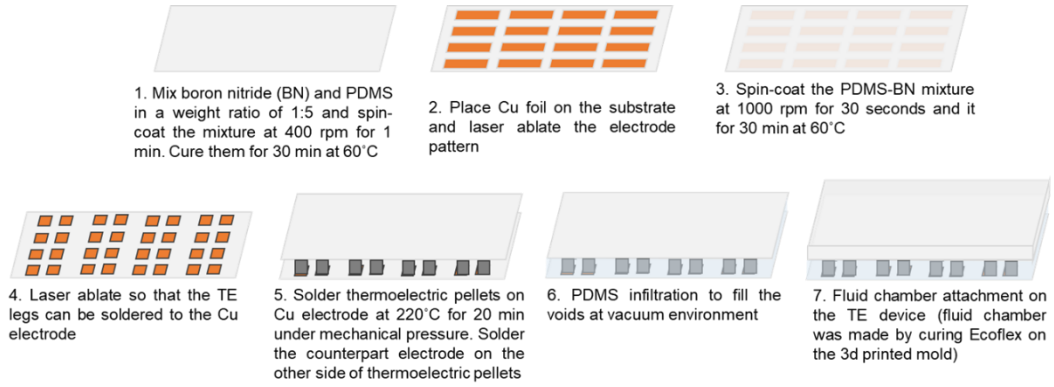 1. Mix boron nitride (BN) and PDMS
in a weight ratio of 1:5 and spin-
coat the mixture at 400 rpm for 1
min. Cure them for 30 min at 60˚C
2. Place Cu foil on the substrate
and laser ablate the electrode
pattern
3. Spin-coat the PDMS-BN mixture
at 1000 rpm for 30 seconds and it
for 30 min at 60˚C
4. Laser ablate so that the TE
legs can be soldered to the Cu
electrode
5. Solder thermoelectric pellets on
Cu electrode at 220˚C for 20 min
under mechanical pressure. Solder
the counterpart electrode on the
other side of thermoelectric pellets
6. PDMS infiltration to fill the
voids at vacuum environment
7. Fluid chamber attachment on
the TE device (fluid chamber
was made by curing Ecoflex on
the 3d printed mold)